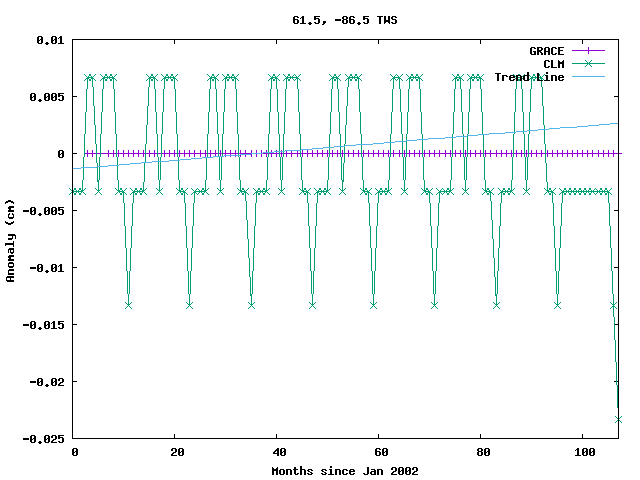 61.5, -86.5 TWS
0.01
0.005
0
-0.005
-0.01
-0.015
-0.02
-0.025
Anomaly (cm)
GRACE
CLM
Trend Line
0 20 40 60 80 100
Months since Jan 2002